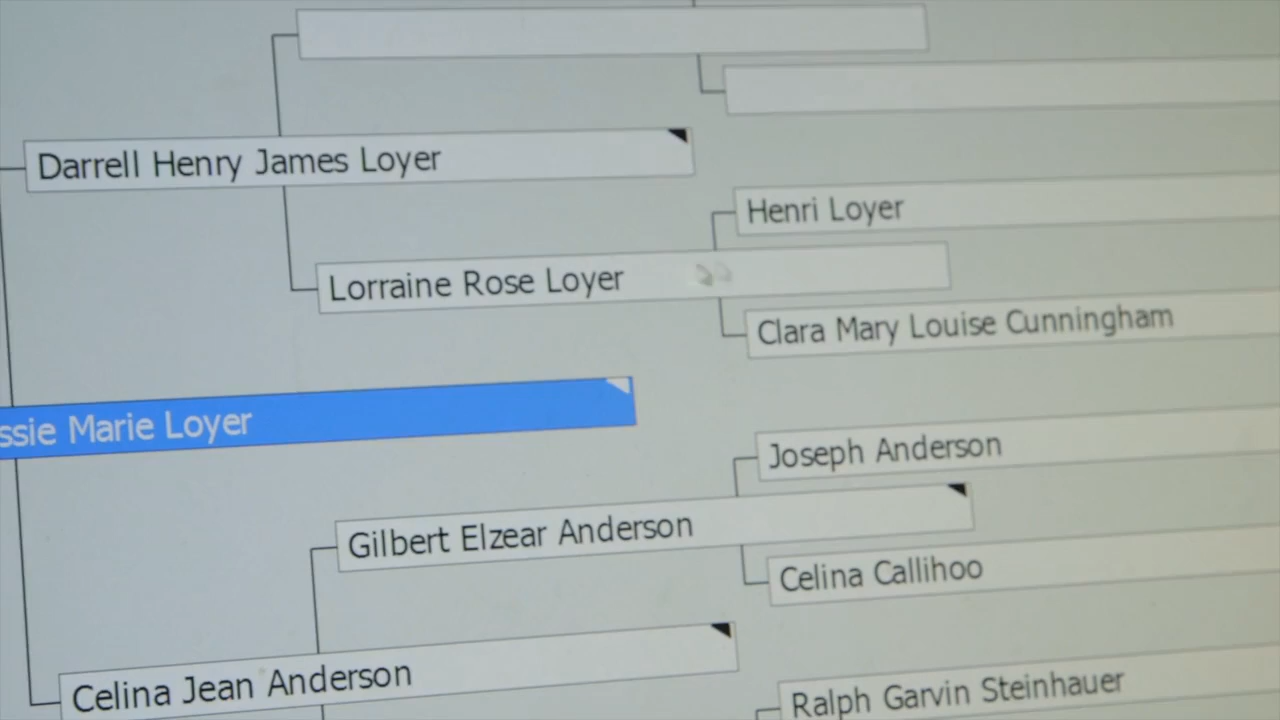 Darrell Henry James Loyer
Henri Loyer
Lorraine Rose Loyer
Clara Mary Louise Cunningham
ssie Marie Loyer
Joseph Anderson
Gilbert Elzear Anderson
Celina Callihoo
Celina Jean Anderson
Ralph Garvin Steinhauer